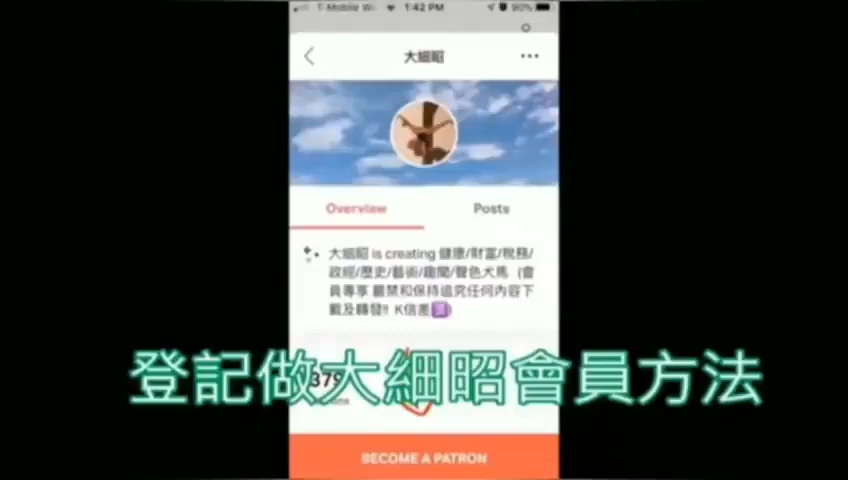 T-Mobile Wi-
1:42 PM
90%
大細昭
Overview
Posts
大細昭 is creating 健康/財富/稅務/
政經/歷史/藝術/趣聞/聲色犬馬 (會
員專享 嚴禁和保持追究任何內容下
載及轉發!! K信差
379
登記做大細昭會員方法
BECOME A PATRON